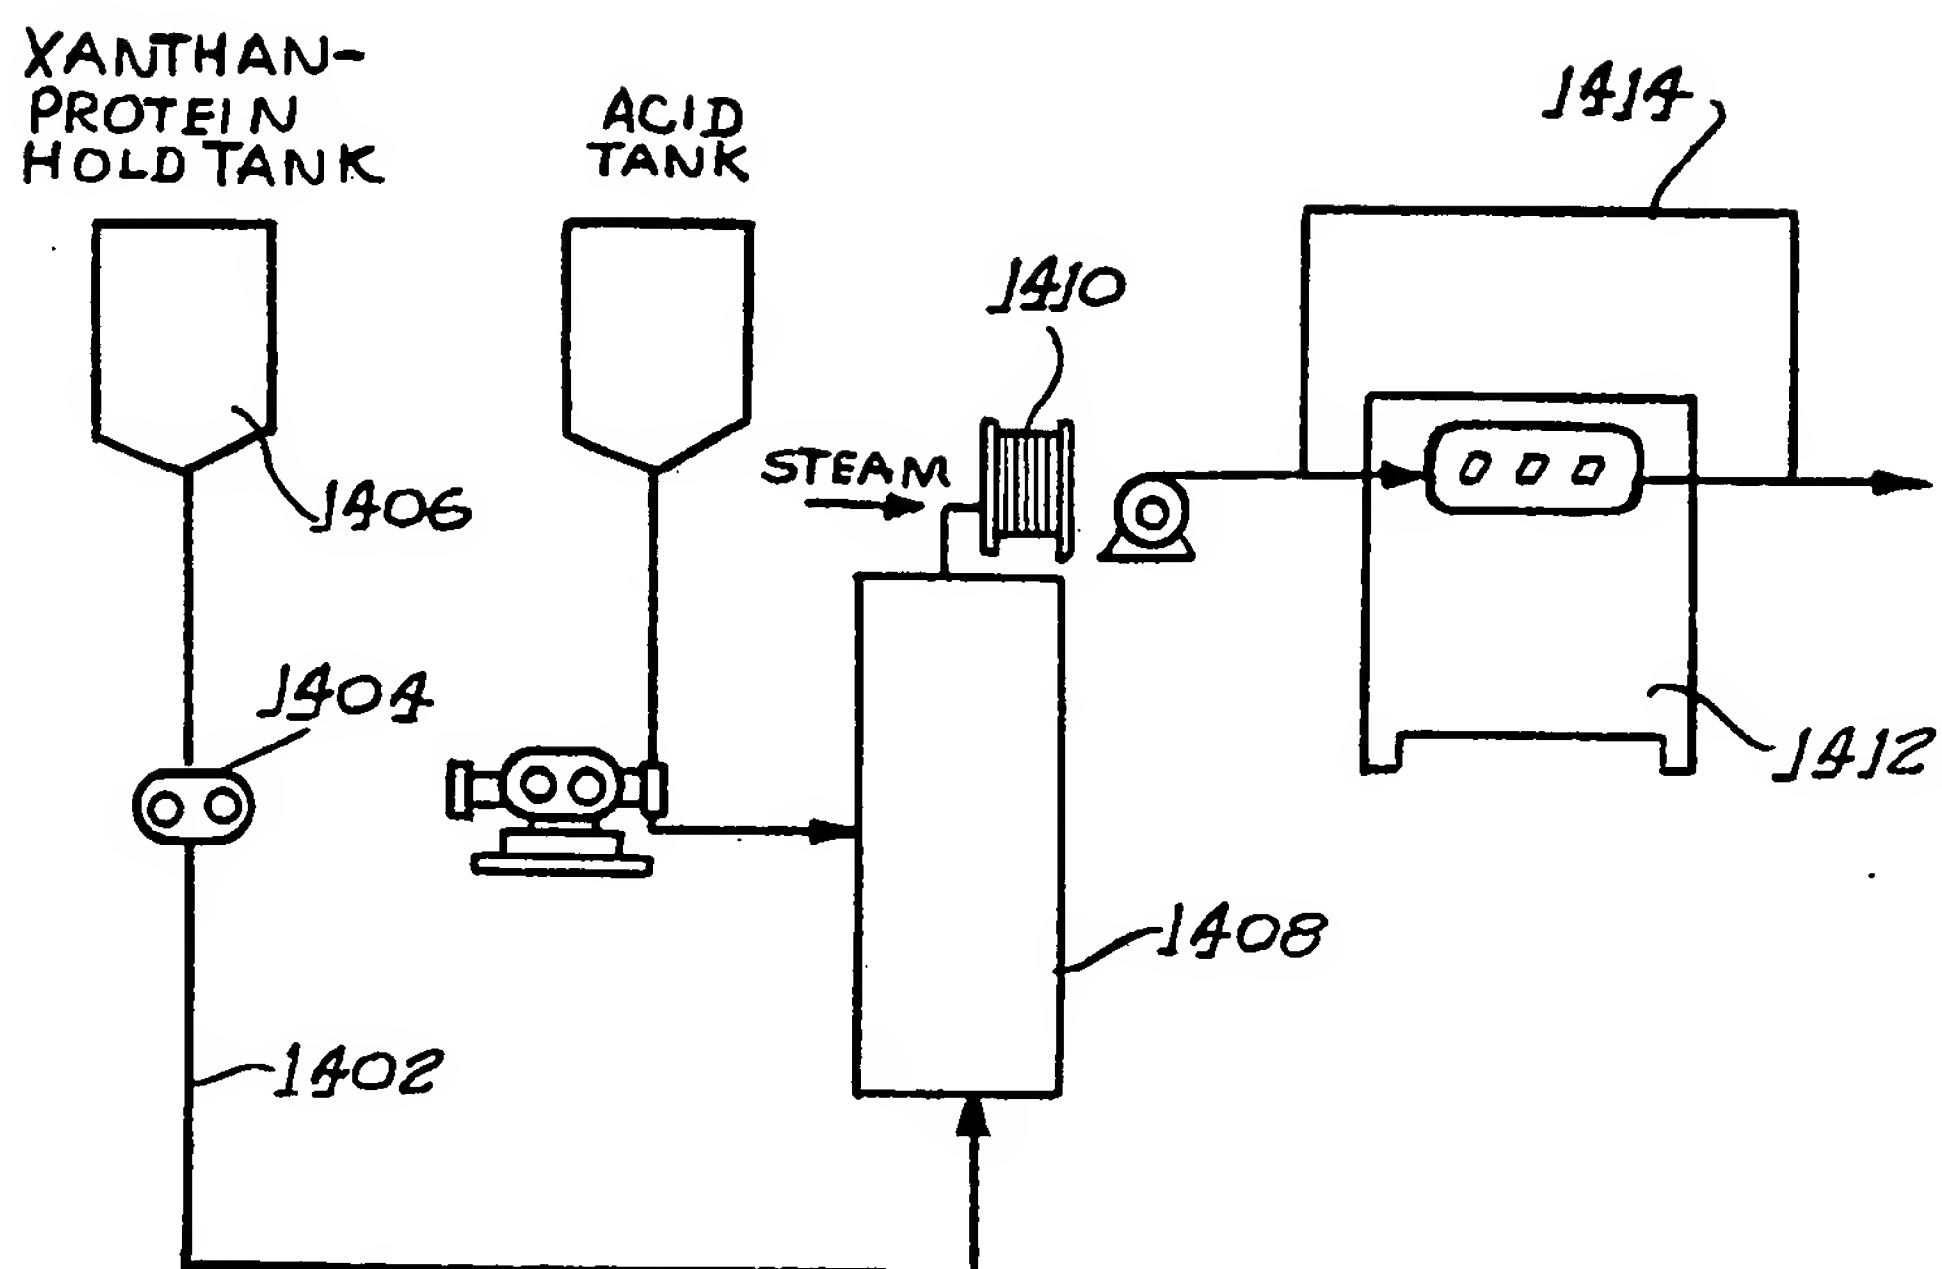 XANTHAN-
PROTEIN
HOLD TANK
ACID
TANK
1414
1410
STEAM
1406
1404
1412
1408
1402